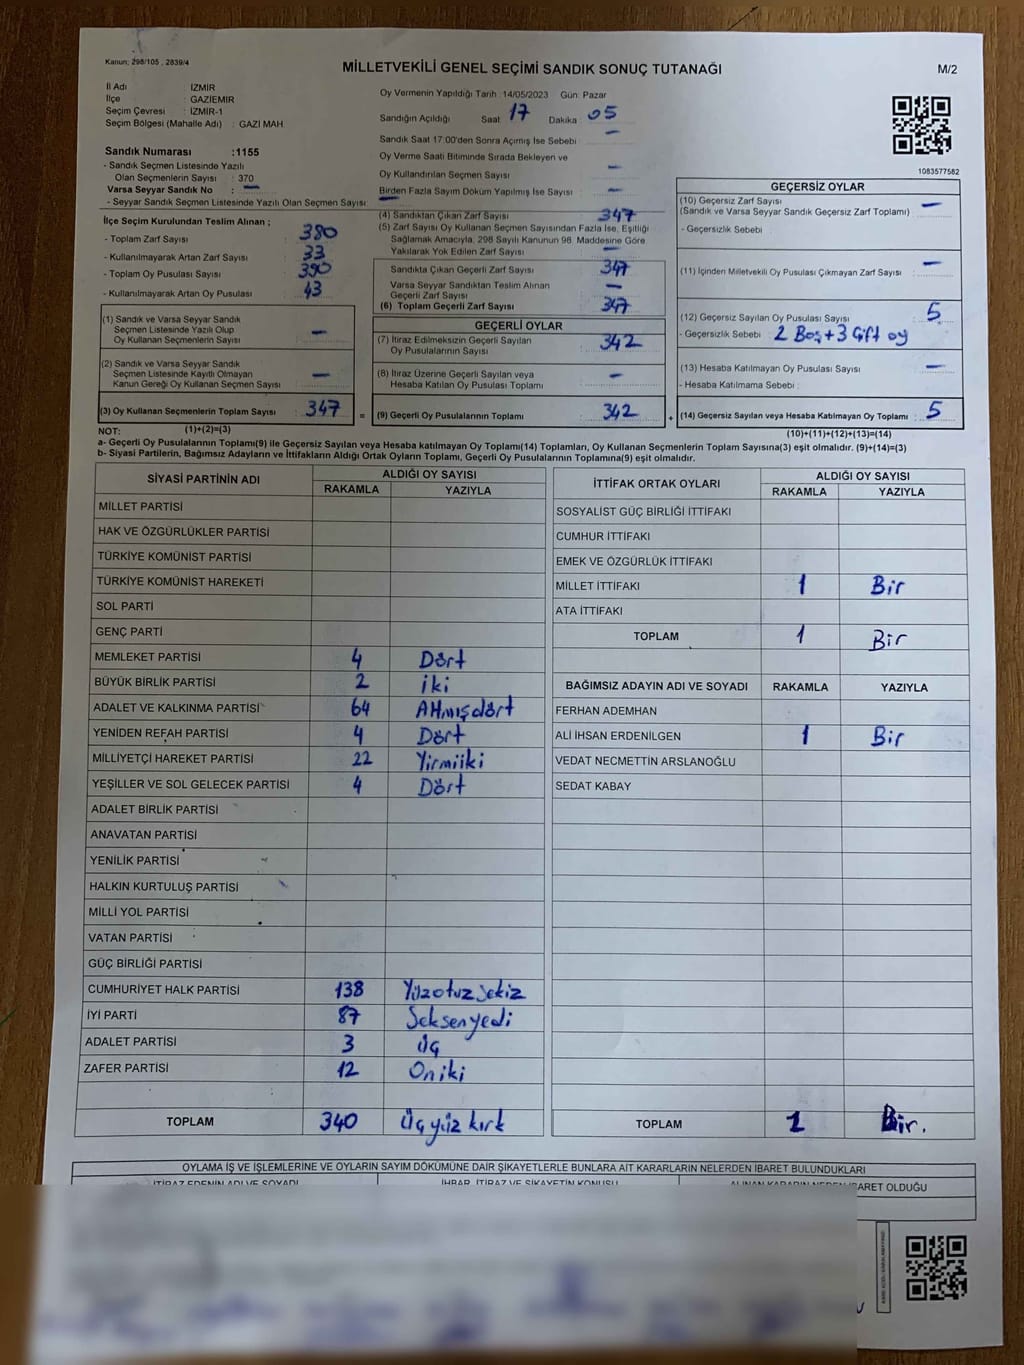 Kanun; 298/105 , 2839/4
MİLLETVEKİLİ GENEL SEÇİMİ SANDIK SONUÇ TUTANAĞI
M/2
İl Adı : İZMİR
İlçe : GAZİEMİR
Seçim Çevresi : İZMİR-1
Seçim Bölgesi (Mahalle Adı) : GAZİ MAH.
Sandık Numarası :1155
- Sandık Seçmen Listesinde Yazılı
Olan Seçmenlerin Sayısı : 370
Varsa Seyyar Sandık No : —
- Seyyar Sandık Seçmen Listesinde Yazılı Olan Seçmen Sayısı : —
Oy Vermenin Yapıldığı Tarih : 14/05/2023 Gün: Pazar
Sandığın Açıldığı Saat 17 Dakika 05
Sandık Saat 17:00'den Sonra Açımış İse Sebebi —
Oy Verme Saati Bitiminde Sırada Bekleyen ve
Oy Kullandırılan Seçmen Sayısı —
Birden Fazla Sayım Döküm Yapılmış İse Sayısı —
1083577582
İlçe Seçim Kurulundan Teslim Alınan ;
- Toplam Zarf Sayısı : 380
- Kullanılmayarak Artan Zarf Sayısı : 33
- Toplam Oy Pusulası Sayısı : 390
- Kullanılmayarak Artan Oy Pusulası : 43
(4) Sandıktan Çıkan Zarf Sayısı 347
(5) Zarf Sayısı Oy Kullanan Seçmen Sayısından Fazla İse, Eşitliği
Sağlamak Amacıyla, 298 Sayılı Kanunun 98. Maddesine Göre
Yakılarak Yok Edilen Zarf Sayısı —
Sandıkta Çıkan Geçerli Zarf Sayısı 347
Varsa Seyyar Sandıktan Teslim Alınan
Geçerli Zarf Sayısı —
(6) Toplam Geçerli Zarf Sayısı 347
GEÇERSİZ OYLAR
(10) Geçersiz Zarf Sayısı —
(Sandık ve Varsa Seyyar Sandık Geçersiz Zarf Toplamı)
- Geçersizlik Sebebi :
(11) İçinden Milletvekili Oy Pusulası Çıkmayan Zarf Sayısı : —
(12) Geçersiz Sayılan Oy Pusulası Sayısı : 5
- Geçersizlik Sebebi : 2 Boş+3 Çift oy
(13) Hesaba Katılmayan Oy Pusulası Sayısı : —
- Hesaba Katılmama Sebebi :
(14) Geçersiz Sayılan veya Hesaba Katılmayan Oy Toplamı : 5
(10)+(11)+(12)+(13)=(14)
(1) Sandık ve Varsa Seyyar Sandık
Seçmen Listesinde Yazılı Olup
Oy Kullanan Seçmenlerin Sayısı : —
(2) Sandık ve Varsa Seyyar Sandık
Seçmen Listesinde Kayıtlı Olmayan
Kanun Gereği Oy Kullanan Seçmen Sayısı : —
(3) Oy Kullanan Seçmenlerin Toplam Sayısı : 347 =
(1)+(2)=(3)
GEÇERLİ OYLAR
(7) İtiraz Edilmeksizin Geçerli Sayılan
Oy Pusulalarının Sayısı : 342
(8) İtiraz Üzerine Geçerli Sayılan veya
Hesaba Katılan Oy Pusulası Toplamı : —
(9) Geçerli Oy Pusulalarının Toplamı : 342 +
NOT:
a- Geçerli Oy Pusulalarının Toplamı(9) ile Geçersiz Sayılan veya Hesaba katılmayan Oy Toplamı(14) Toplamları, Oy Kullanan Seçmenlerin Toplam Sayısına(3) eşit olmalıdır. (9)+(14)=(3)
b- Siyasi Partilerin, Bağımsız Adayların ve İttifakların Aldığı Ortak Oyların Toplamı, Geçerli Oy Pusulalarının Toplamına(9) eşit olmalıdır.
SİYASİ PARTİNİN ADI ALDIĞI OY SAYISI
RAKAMLA YAZIYLA
MİLLET PARTİSİ
HAK VE ÖZGÜRLÜKLER PARTİSİ
TÜRKİYE KOMÜNİST PARTİSİ
TÜRKİYE KOMÜNİST HAREKETİ
SOL PARTİ
GENÇ PARTİ
MEMLEKET PARTİSİ 4 Dört
BÜYÜK BİRLİK PARTİSİ 2 iki
ADALET VE KALKINMA PARTİSİ 64 Altmışdört
YENİDEN REFAH PARTİSİ 4 Dört
MİLLİYETÇİ HAREKET PARTİSİ 22 Yirmiiki
YEŞİLLER VE SOL GELECEK PARTİSİ 4 Dört
ADALET BİRLİK PARTİSİ
ANAVATAN PARTİSİ
YENİLİK PARTİSİ
HALKIN KURTULUŞ PARTİSİ
MİLLİ YOL PARTİSİ
VATAN PARTİSİ
GÜÇ BİRLİĞİ PARTİSİ
CUMHURİYET HALK PARTİSİ 138 Yüzotuzsekiz
İYİ PARTİ 87 Seksenyedi
ADALET PARTİSİ 3 Üç
ZAFER PARTİSİ 12 Oniki
TOPLAM 340 Üçyüz kırk
İTTİFAK ORTAK OYLARI ALDIĞI OY SAYISI
RAKAMLA YAZIYLA
SOSYALİST GÜÇ BİRLİĞİ İTTİFAKI
CUMHUR İTTİFAKI
EMEK VE ÖZGÜRLÜK İTTİFAKI
MİLLET İTTİFAKI 1 Bir
ATA İTTİFAKI
TOPLAM 1 Bir
BAĞIMSIZ ADAYIN ADI VE SOYADI RAKAMLA YAZIYLA
FERHAN ADEMHAN
ALİ İHSAN ERDENİLGEN 1 Bir
VEDAT NECMETTİN ARSLANOĞLU
SEDAT KABAY
TOPLAM 1 Bir.
OYLAMA İŞ VE İŞLEMLERİNE VE OYLARIN SAYIM DÖKÜMÜNE DAİR ŞİKAYETLERLE BUNLARA AİT KARARLARIN NELERDEN İBARET BULUNDUKLARI
İTİRAZ EDENİN ADI VE SOYADI İHBAR, İTİRAZ VE ŞİKAYETİN KONUSU ALINAN KARARIN NEDEN İBARET OLDUĞU